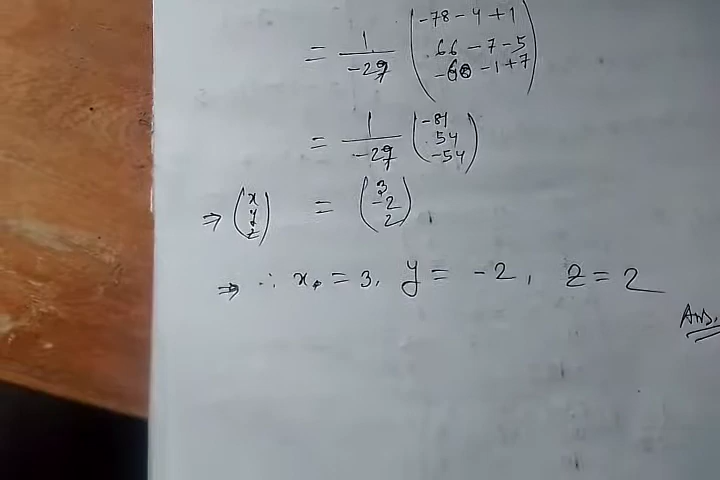 = 1/-27 (-78 - 4 + 1
66 - 7 - 5
-60 - 1 + 7)
= 1/-27 (-81
54
-54)
⇒ (x
y
z) = (3
-2
2)
⇒ ∴ x = 3, y = -2, z = 2
Ans.